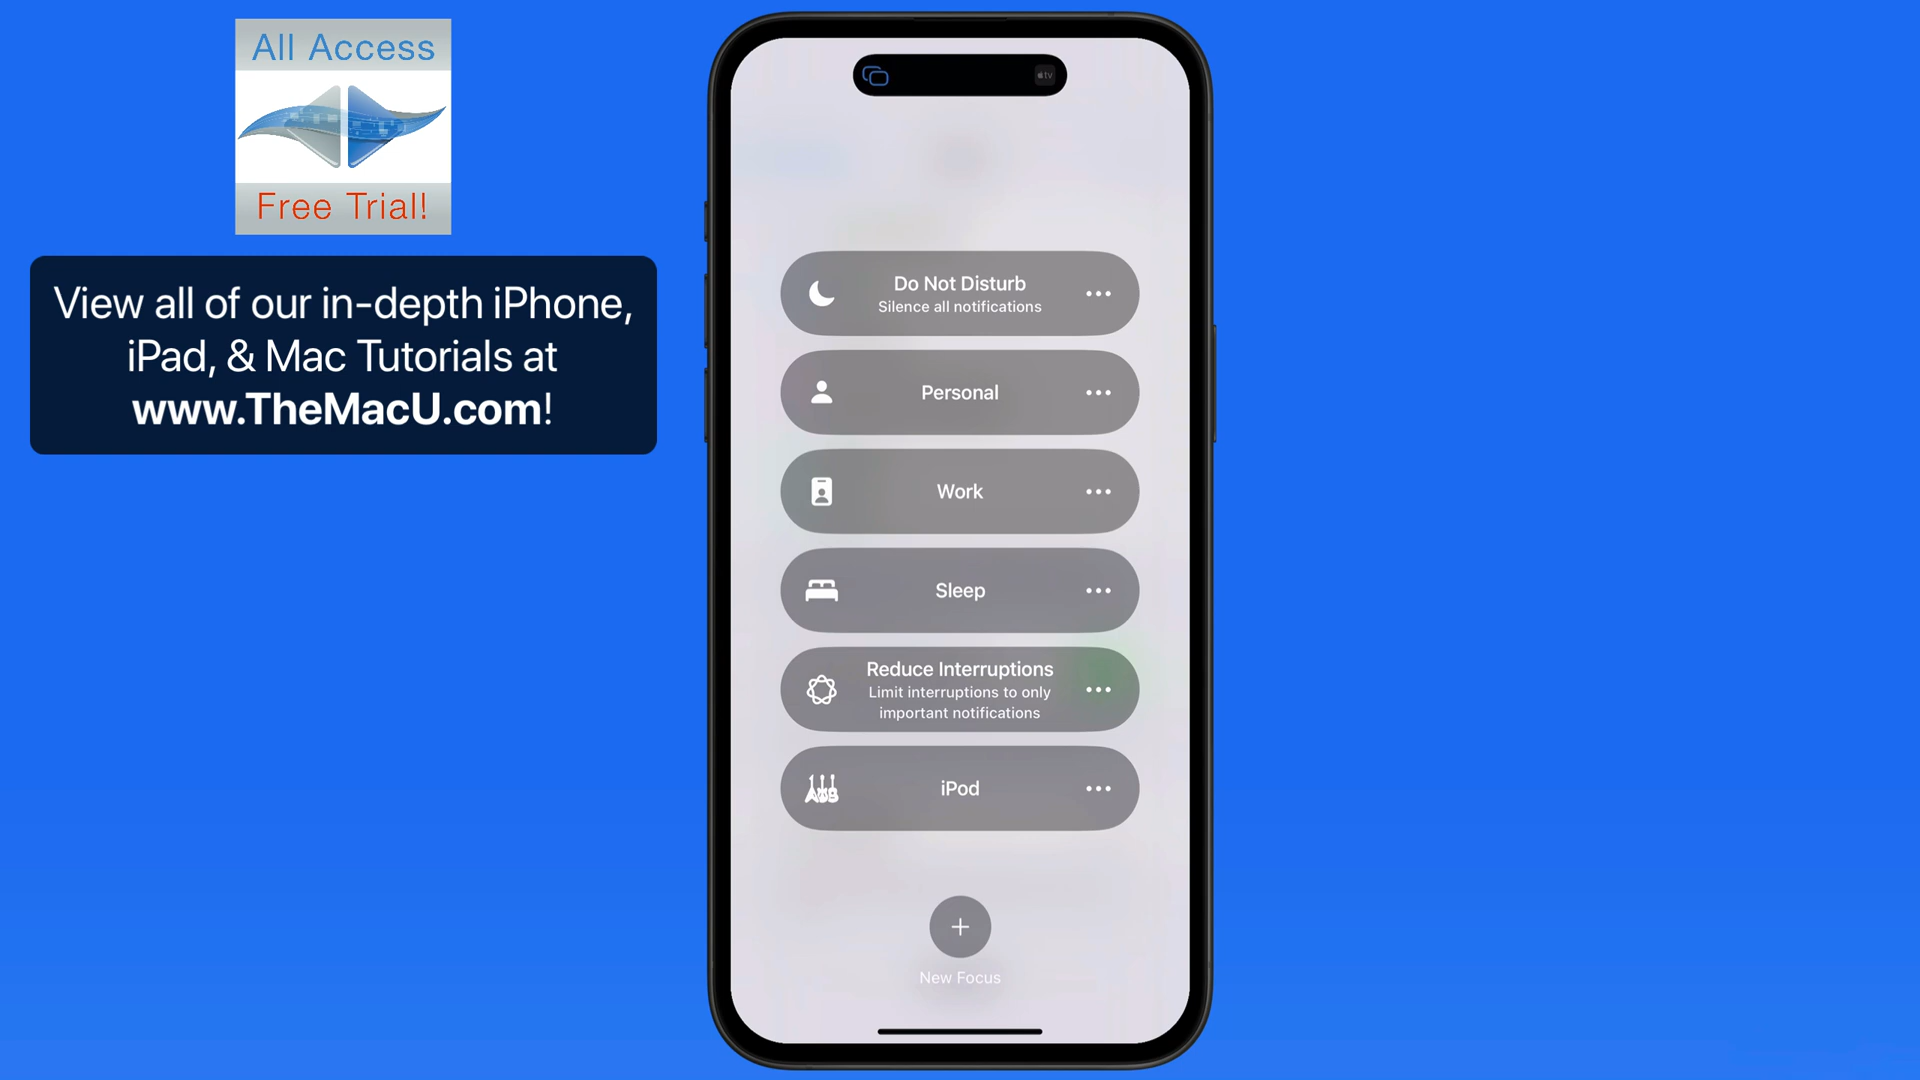 All Access
Free Trial!
View all of our in-depth iPhone,
iPad, & Mac Tutorials at
www.TheMacU.com!
tv
Do Not Disturb
Silence all notifications
Personal
Work
Sleep
Reduce Interruptions
Limit interruptions to only
important notifications
iPod
New Focus